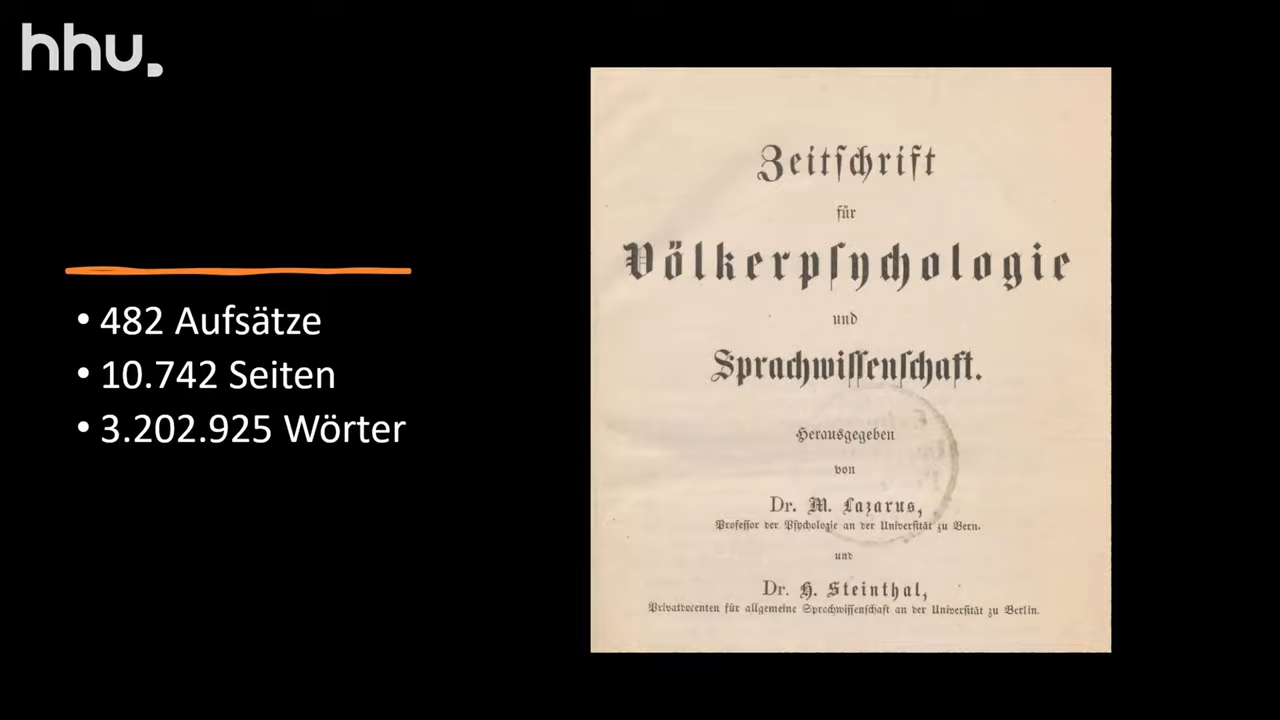 hhu.
• 482 Aufsätze
• 10.742 Seiten
• 3.202.925 Wörter
Zeitſchrift
für
Völkerpſychologie
und
Sprachwiſſenſchaft.
Herausgegeben
von
Dr. M. Lazarus,
Profeſſor der Pſychologie an der Univerſität zu Bern.
und
Dr. H. Steinthal,
Privatdocenten für allgemeine Sprachwiſſenſchaft an der Univerſität zu Berlin.